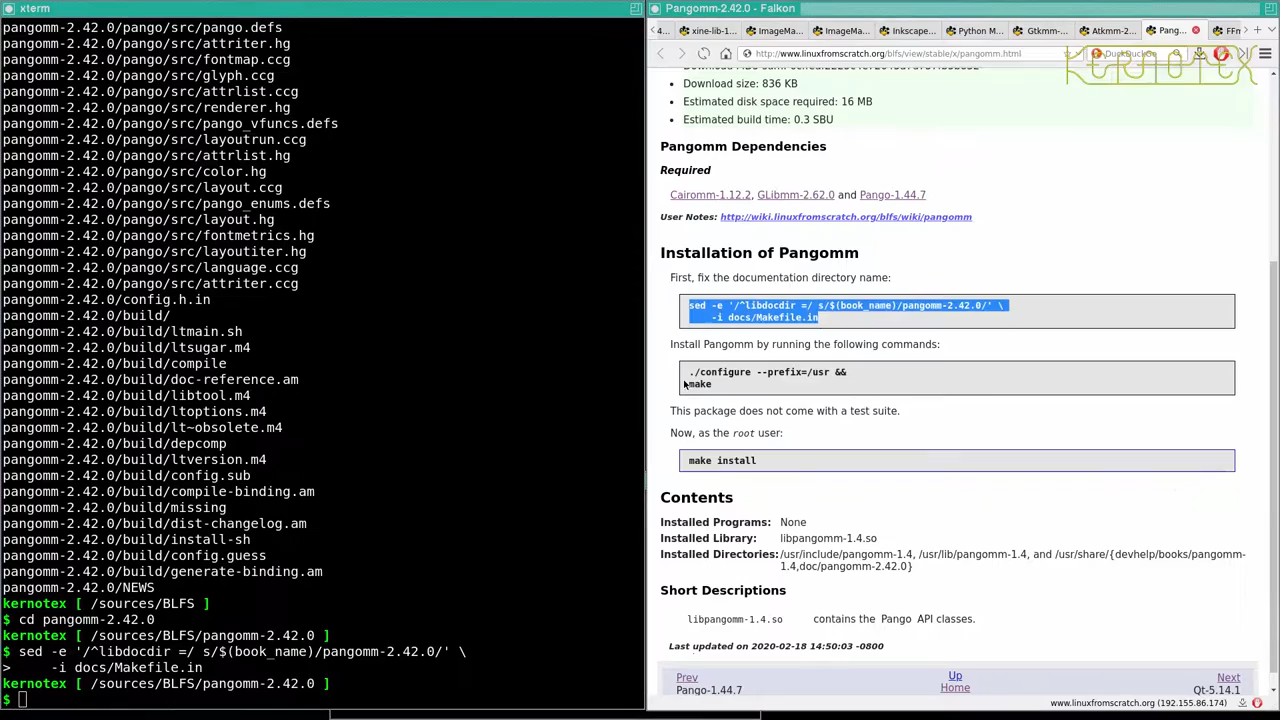 xterm
pangomm-2.42.0/pango/src/pango.defs
pangomm-2.42.0/pango/src/attriter.hg
pangomm-2.42.0/pango/src/fontmap.ccg
pangomm-2.42.0/pango/src/glyph.ccg
pangomm-2.42.0/pango/src/attrlist.ccg
pangomm-2.42.0/pango/src/renderer.hg
pangomm-2.42.0/pango/src/pango_vfuncs.defs
pangomm-2.42.0/pango/src/layoutrun.ccg
pangomm-2.42.0/pango/src/attrlist.hg
pangomm-2.42.0/pango/src/color.hg
pangomm-2.42.0/pango/src/layout.ccg
pangomm-2.42.0/pango/src/pango_enums.defs
pangomm-2.42.0/pango/src/layout.hg
pangomm-2.42.0/pango/src/fontmetrics.hg
pangomm-2.42.0/pango/src/layoutiter.hg
pangomm-2.42.0/pango/src/language.ccg
pangomm-2.42.0/pango/src/attriter.ccg
pangomm-2.42.0/config.h.in
pangomm-2.42.0/build/
pangomm-2.42.0/build/ltmain.sh
pangomm-2.42.0/build/ltsugar.m4
pangomm-2.42.0/build/compile
pangomm-2.42.0/build/doc-reference.am
pangomm-2.42.0/build/libtool.m4
pangomm-2.42.0/build/ltoptions.m4
pangomm-2.42.0/build/lt~obsolete.m4
pangomm-2.42.0/build/depcomp
pangomm-2.42.0/build/ltversion.m4
pangomm-2.42.0/build/config.sub
pangomm-2.42.0/build/compile-binding.am
pangomm-2.42.0/build/missing
pangomm-2.42.0/build/dist-changelog.am
pangomm-2.42.0/build/install-sh
pangomm-2.42.0/build/config.guess
pangomm-2.42.0/build/generate-binding.am
pangomm-2.42.0/NEWS
kernotex [ /sources/BLFS ]
$ cd pangomm-2.42.0
kernotex [ /sources/BLFS/pangomm-2.42.0 ]
$ sed -e '/^libdocdir =/ s/$(book_name)/pangomm-2.42.0/' \
>     -i docs/Makefile.in
kernotex [ /sources/BLFS/pangomm-2.42.0 ]
$
Pangomm-2.42.0 - Falkon
4... xine-lib-1... ImageMa... ImageMa... Inkscape... Python M... Gtkmm-... Atkmm-2... Pang... FFm
http://www.linuxfromscratch.org/blfs/view/stable/x/pangomm.html DuckDuckGo
KERNOTEX
Download size: 836 KB
Estimated disk space required: 16 MB
Estimated build time: 0.3 SBU
Pangomm Dependencies
Required
Cairomm-1.12.2, GLibmm-2.62.0 and Pango-1.44.7
User Notes: http://wiki.linuxfromscratch.org/blfs/wiki/pangomm
Installation of Pangomm
First, fix the documentation directory name:
sed -e '/^libdocdir =/ s/$(book_name)/pangomm-2.42.0/' \
    -i docs/Makefile.in
Install Pangomm by running the following commands:
./configure --prefix=/usr &&
make
This package does not come with a test suite.
Now, as the root user:
make install
Contents
Installed Programs: None
Installed Library: libpangomm-1.4.so
Installed Directories: /usr/include/pangomm-1.4, /usr/lib/pangomm-1.4, and /usr/share/{devhelp/books/pangomm-
1.4,doc/pangomm-2.42.0}
Short Descriptions
libpangomm-1.4.so contains the Pango API classes.
Last updated on 2020-02-18 14:50:03 -0800
Prev Up Next
Pango-1.44.7 Home Qt-5.14.1
www.linuxfromscratch.org (192.155.86.174)